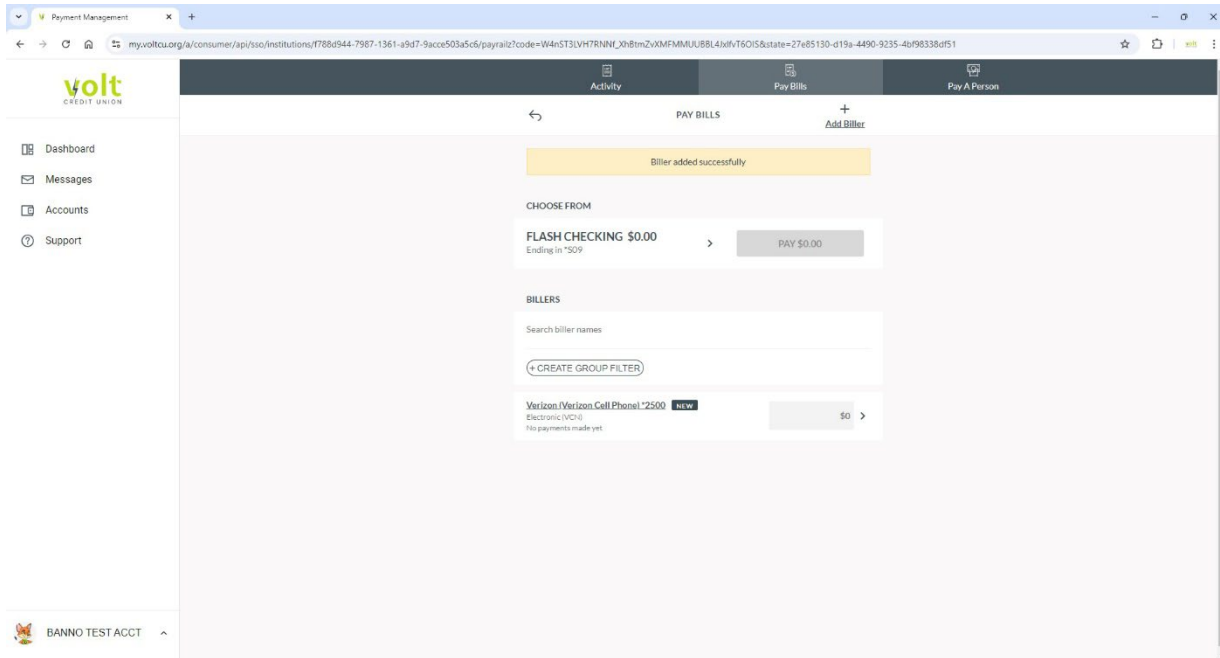 Payment Management
my.voltcu.org/a/consumer/api/sso/institutions/f788d944-7987-1361-a9d7-9acce503a5c6/payrailz?code=W4nST3LVH7RNNf_XhBtmZvXMFMMUUBBL4JxlfvT6OIS&state=27e85130-d19a-4490-9235-4bf98338df51
volt
CREDIT UNION
Dashboard
Messages
Accounts
Support
BANNO TEST ACCT
Activity
Pay Bills
Pay A Person
PAY BILLS
Add Biller
Biller added successfully
CHOOSE FROM
FLASH CHECKING $0.00
Ending in *S09
PAY $0.00
BILLERS
Search biller names
+ CREATE GROUP FILTER
Verizon (Verizon Cell Phone) *2500 NEW
Electronic (VCN)
No payments made yet
$0